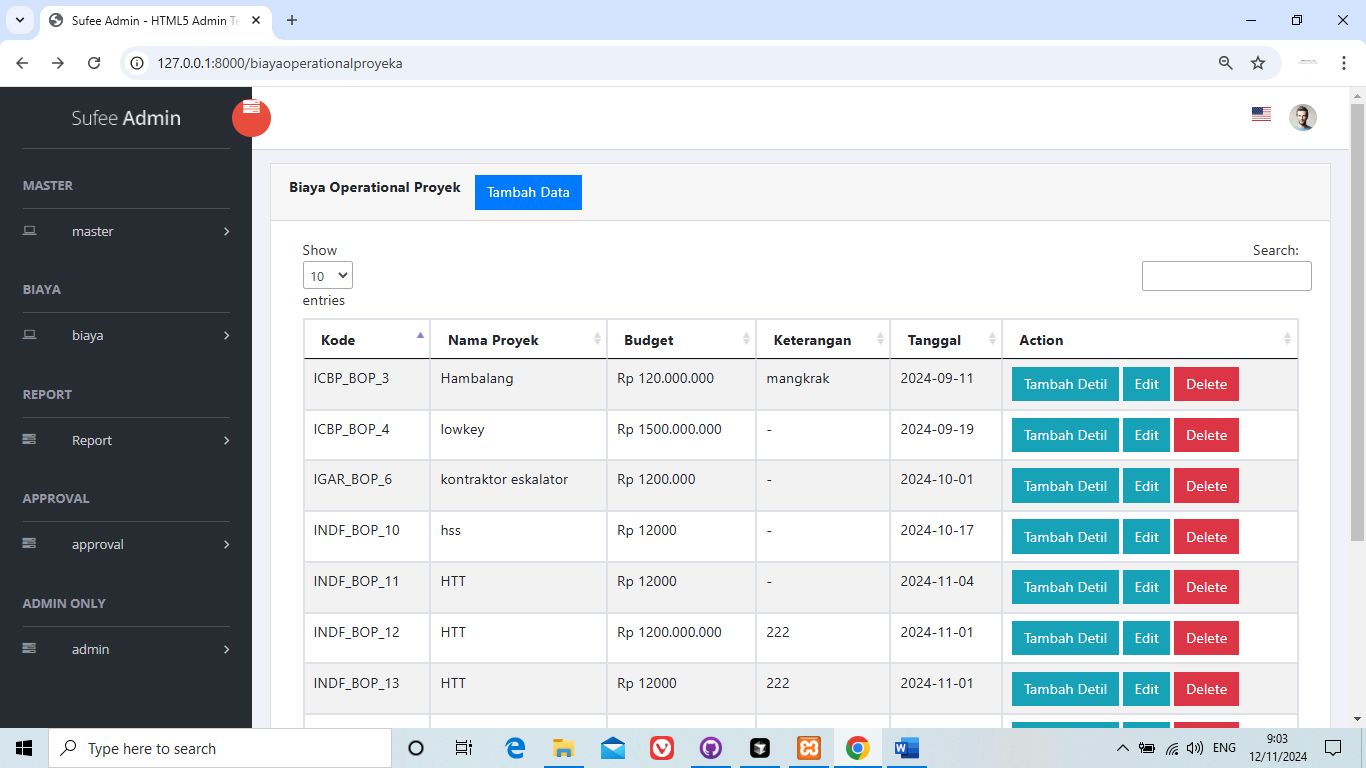 Sufee Admin - HTML5 Admin Te
127.0.0.1:8000/biayaoperationalproyeka
Sufee Admin
MASTER
master
BIAYA
biaya
REPORT
Report
APPROVAL
approval
ADMIN ONLY
admin
Biaya Operational Proyek Tambah Data
Show
10
entries
Search:
Kode Nama Proyek Budget Keterangan Tanggal Action
ICBP_BOP_3 Hambalang Rp 120.000.000 mangkrak 2024-09-11 Tambah Detil Edit Delete
ICBP_BOP_4 lowkey Rp 1500.000.000 - 2024-09-19 Tambah Detil Edit Delete
IGAR_BOP_6 kontraktor eskalator Rp 1200.000 - 2024-10-01 Tambah Detil Edit Delete
INDF_BOP_10 hss Rp 12000 - 2024-10-17 Tambah Detil Edit Delete
INDF_BOP_11 HTT Rp 12000 - 2024-11-04 Tambah Detil Edit Delete
INDF_BOP_12 HTT Rp 1200.000.000 222 2024-11-01 Tambah Detil Edit Delete
INDF_BOP_13 HTT Rp 12000 222 2024-11-01 Tambah Detil Edit Delete
Type here to search
ENG
9:03
12/11/2024